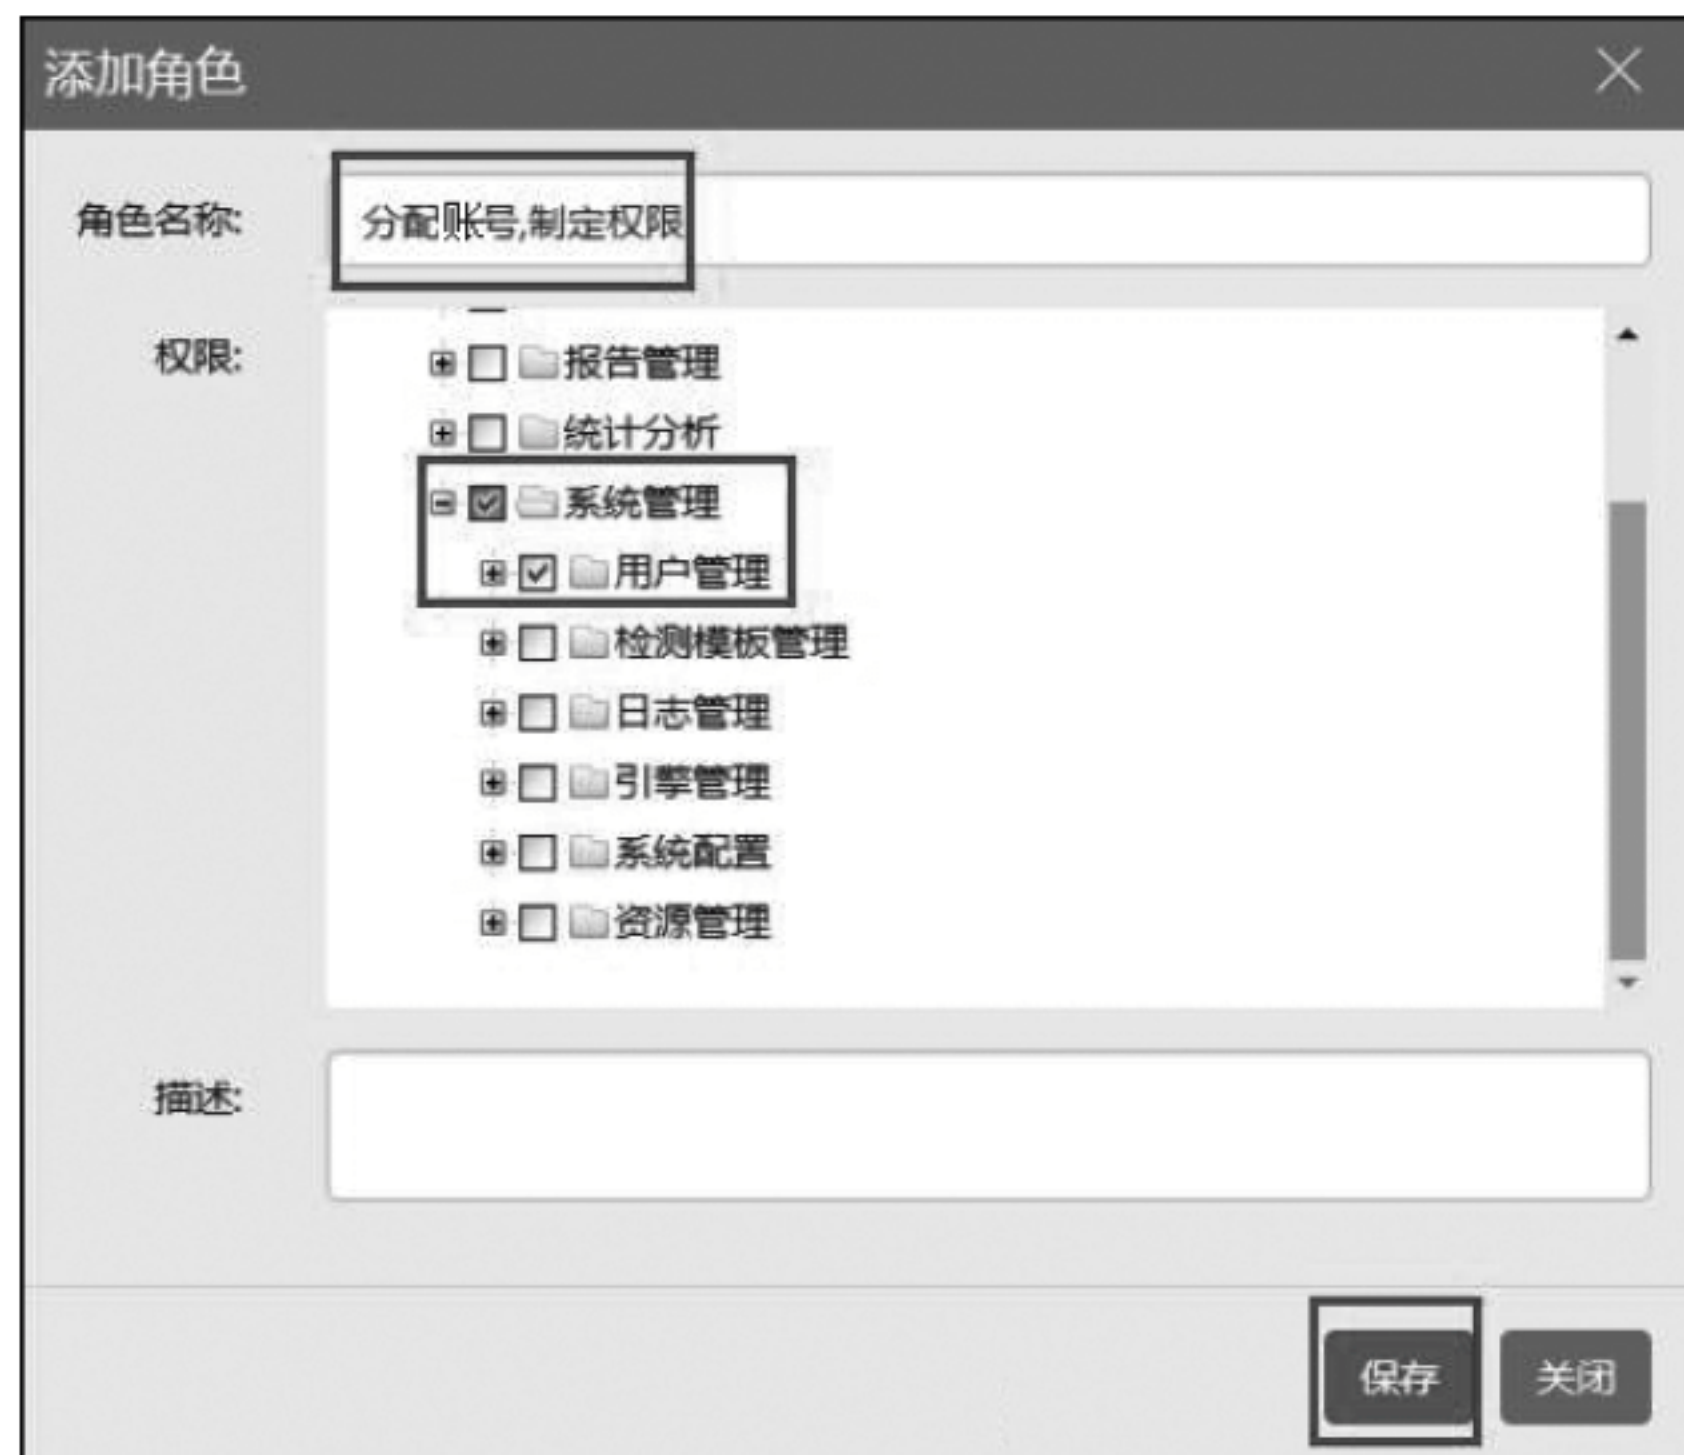 添加角色
角色名称:
分配账号,制定权限
权限:
报告管理
统计分析
系统管理
用户管理
检测模板管理
日志管理
引擎管理
系统配置
资源管理
描述:
保存
关闭